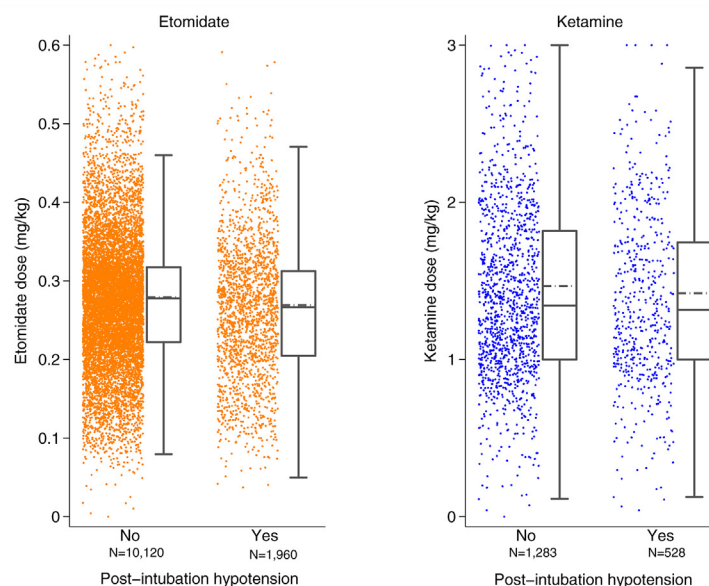 Etomidate
Etomidate dose (mg/kg)
0.6
0.5
0.4
0.3
0.2
0.1
0
No
Yes
N=10,120
N=1,960
Post-intubation hypotension
Ketamine
Ketamine dose (mg/kg)
3
2
1
0
No
Yes
N=1,283
N=528
Post-intubation hypotension